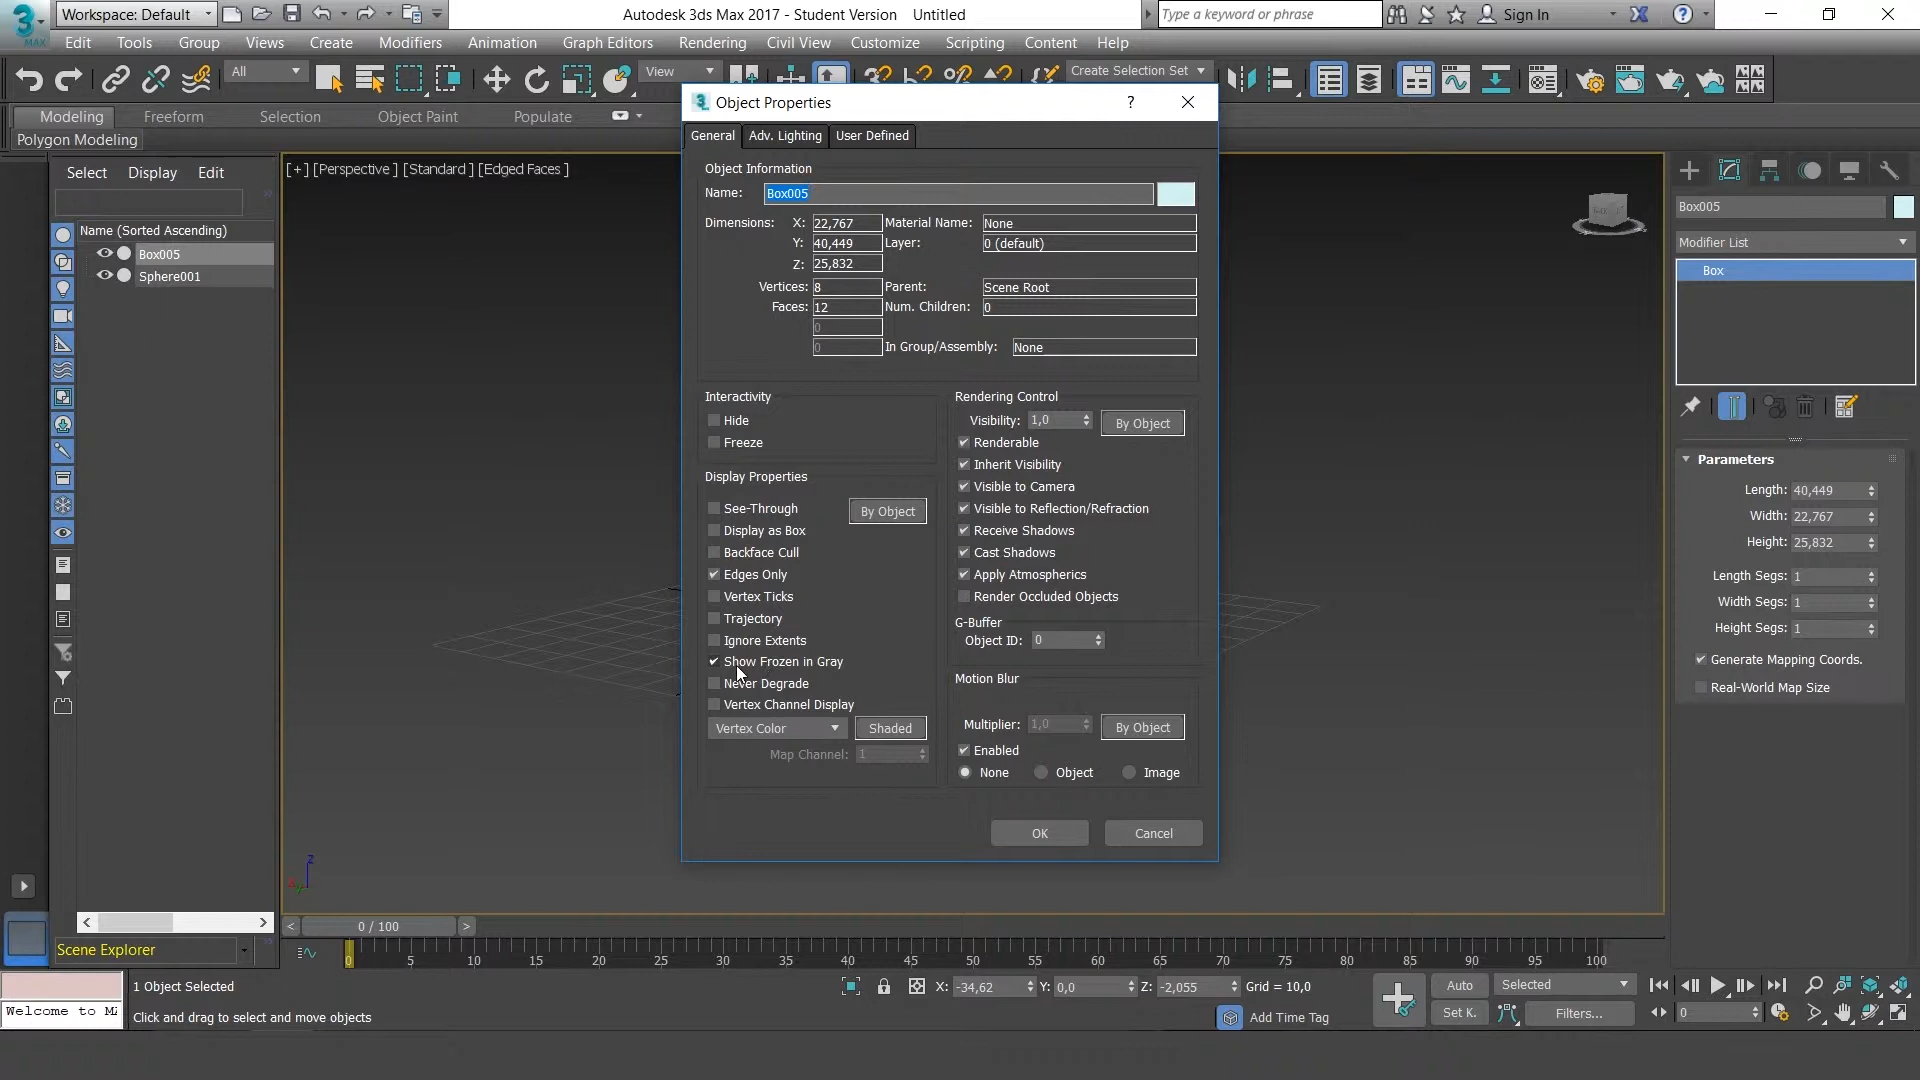 Workspace: Default
Autodesk 3ds Max 2017 - Student Version Untitled
Type a keyword or phrase
Sign In
MAX
Edit Tools Group Views Create Modifiers Animation Graph Editors Rendering Civil View Customize Scripting Content Help
All
View
Create Selection Set
Modeling Freeform Selection Object Paint Populate
Polygon Modeling
Select Display Edit
Name (Sorted Ascending)
Box005
Sphere001
[+] [Perspective ] [Standard ] [Edged Faces ]
Object Properties
General Adv. Lighting User Defined
Object Information
Name: Box005
Dimensions: X: 22,767 Material Name: None
Y: 40,449 Layer: 0 (default)
Z: 25,832
Vertices: 8 Parent: Scene Root
Faces: 12 Num. Children: 0
0
0 In Group/Assembly: None
Interactivity
Hide
Freeze
Display Properties
See-Through By Object
Display as Box
Backface Cull
Edges Only
Vertex Ticks
Trajectory
Ignore Extents
Show Frozen in Gray
Never Degrade
Vertex Channel Display
Vertex Color Shaded
Map Channel: 1
Rendering Control
Visibility: 1,0 By Object
Renderable
Inherit Visibility
Visible to Camera
Visible to Reflection/Refraction
Receive Shadows
Cast Shadows
Apply Atmospherics
Render Occluded Objects
G-Buffer
Object ID: 0
Motion Blur
Multiplier: 1,0 By Object
Enabled
None Object Image
OK Cancel
Box005
Modifier List
Box
Parameters
Length: 40,449
Width: 22,767
Height: 25,832
Length Segs: 1
Width Segs: 1
Height Segs: 1
Generate Mapping Coords.
Real-World Map Size
z
0 / 100
Scene Explorer
0 5 10 15 20 25 30 35 40 45 50 55 60 65 70 75 80 85 90 95 100
1 Object Selected
X: -34,62 Y: 0,0 Z: -2,055 Grid = 10,0
Auto Selected
Welcome to MA
Click and drag to select and move objects
Add Time Tag
Set K. Filters...
0